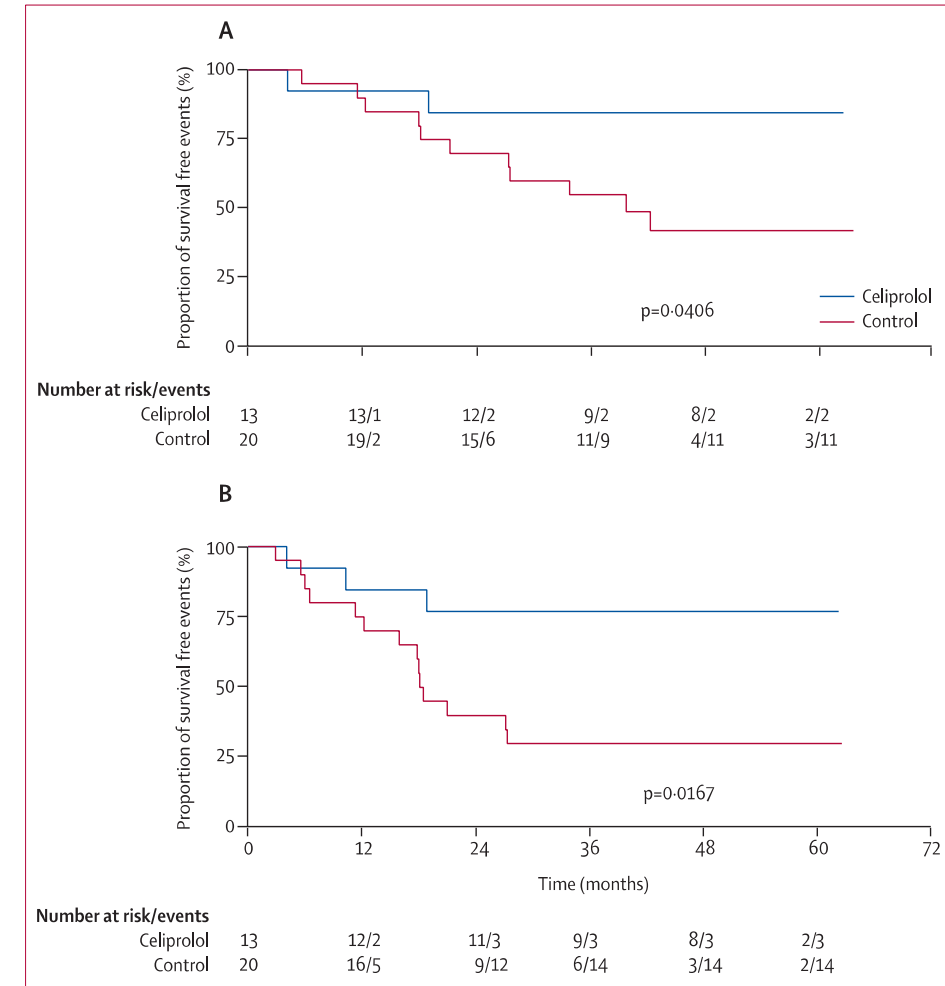 A
Proportion of survival free events (%)
100
75
50
25
0
p=0·0406
Celiprolol
Control
Number at risk/events
Celiprolol 13 13/1 12/2 9/2 8/2 2/2
Control 20 19/2 15/6 11/9 4/11 3/11
B
Proportion of survival free events (%)
100
75
50
25
0
p=0·0167
0 12 24 36 48 60 72
Time (months)
Number at risk/events
Celiprolol 13 12/2 11/3 9/3 8/3 2/3
Control 20 16/5 9/12 6/14 3/14 2/14